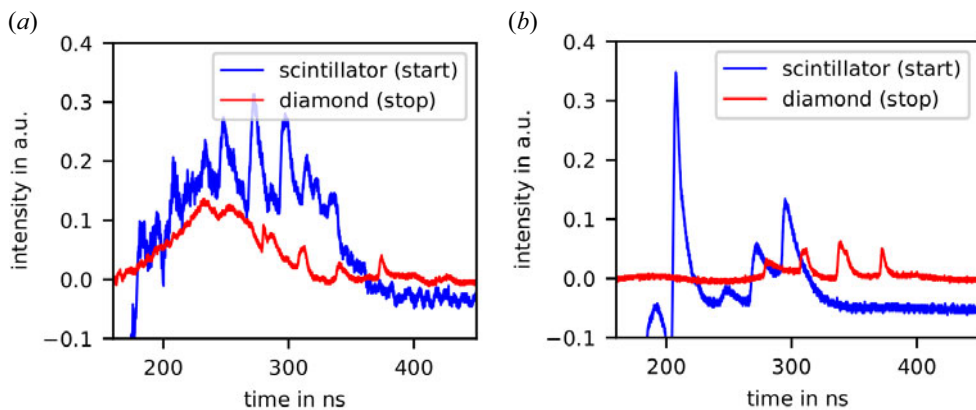 (a)
0.4
0.3
0.2
0.1
0.0
−0.1
intensity in a.u.
scintillator (start)
diamond (stop)
200
300
400
time in ns
(b)
0.4
0.3
0.2
0.1
0.0
−0.1
intensity in a.u.
scintillator (start)
diamond (stop)
200
300
400
time in ns